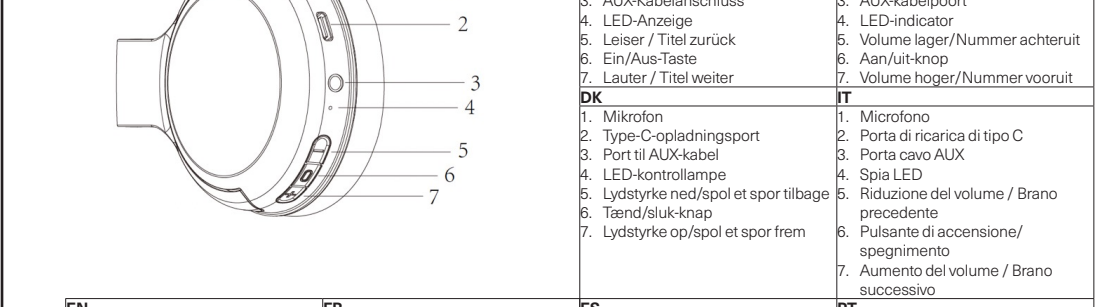 2
3
4
5
6
7
3. AUX-Kabelanschluss
4. LED-Anzeige
5. Leiser / Titel zurück
6. Ein/Aus-Taste
7. Lauter / Titel weiter
3. AUX-kabelpoort
4. LED-indicator
5. Volume lager/Nummer achteruit
6. Aan/uit-knop
7. Volume hoger/Nummer vooruit
DK
1. Mikrofon
2. Type-C-opladningsport
3. Port til AUX-kabel
4. LED-kontrollampe
5. Lydstyrke ned/spol et spor tilbage
6. Tænd/sluk-knap
7. Lydstyrke op/spol et spor frem
IT
1. Microfono
2. Porta di ricarica di tipo C
3. Porta cavo AUX
4. Spia LED
5. Riduzione del volume / Brano
precedente
6. Pulsante di accensione/
spegnimento
7. Aumento del volume / Brano
successivo
EN
FR
ES
PT